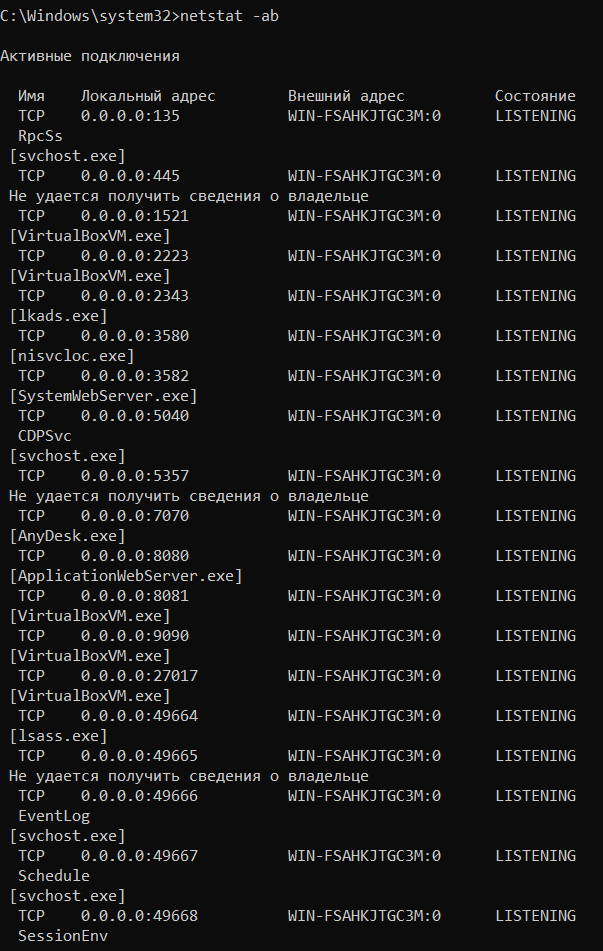 C:\Windows\system32>netstat -ab
Активные подключения
Имя Локальный адрес Внешний адрес Состояние
TCP 0.0.0.0:135 WIN-FSAHKJTGC3M:0 LISTENING
RpcSs
[svchost.exe]
TCP 0.0.0.0:445 WIN-FSAHKJTGC3M:0 LISTENING
Не удается получить сведения о владельце
TCP 0.0.0.0:1521 WIN-FSAHKJTGC3M:0 LISTENING
[VirtualBoxVM.exe]
TCP 0.0.0.0:2223 WIN-FSAHKJTGC3M:0 LISTENING
[VirtualBoxVM.exe]
TCP 0.0.0.0:2343 WIN-FSAHKJTGC3M:0 LISTENING
[lkads.exe]
TCP 0.0.0.0:3580 WIN-FSAHKJTGC3M:0 LISTENING
[nisvcloc.exe]
TCP 0.0.0.0:3582 WIN-FSAHKJTGC3M:0 LISTENING
[SystemWebServer.exe]
TCP 0.0.0.0:5040 WIN-FSAHKJTGC3M:0 LISTENING
CDPSvc
[svchost.exe]
TCP 0.0.0.0:5357 WIN-FSAHKJTGC3M:0 LISTENING
Не удается получить сведения о владельце
TCP 0.0.0.0:7070 WIN-FSAHKJTGC3M:0 LISTENING
[AnyDesk.exe]
TCP 0.0.0.0:8080 WIN-FSAHKJTGC3M:0 LISTENING
[ApplicationWebServer.exe]
TCP 0.0.0.0:8081 WIN-FSAHKJTGC3M:0 LISTENING
[VirtualBoxVM.exe]
TCP 0.0.0.0:9090 WIN-FSAHKJTGC3M:0 LISTENING
[VirtualBoxVM.exe]
TCP 0.0.0.0:27017 WIN-FSAHKJTGC3M:0 LISTENING
[VirtualBoxVM.exe]
TCP 0.0.0.0:49664 WIN-FSAHKJTGC3M:0 LISTENING
[lsass.exe]
TCP 0.0.0.0:49665 WIN-FSAHKJTGC3M:0 LISTENING
Не удается получить сведения о владельце
TCP 0.0.0.0:49666 WIN-FSAHKJTGC3M:0 LISTENING
EventLog
[svchost.exe]
TCP 0.0.0.0:49667 WIN-FSAHKJTGC3M:0 LISTENING
Schedule
[svchost.exe]
TCP 0.0.0.0:49668 WIN-FSAHKJTGC3M:0 LISTENING
SessionEnv